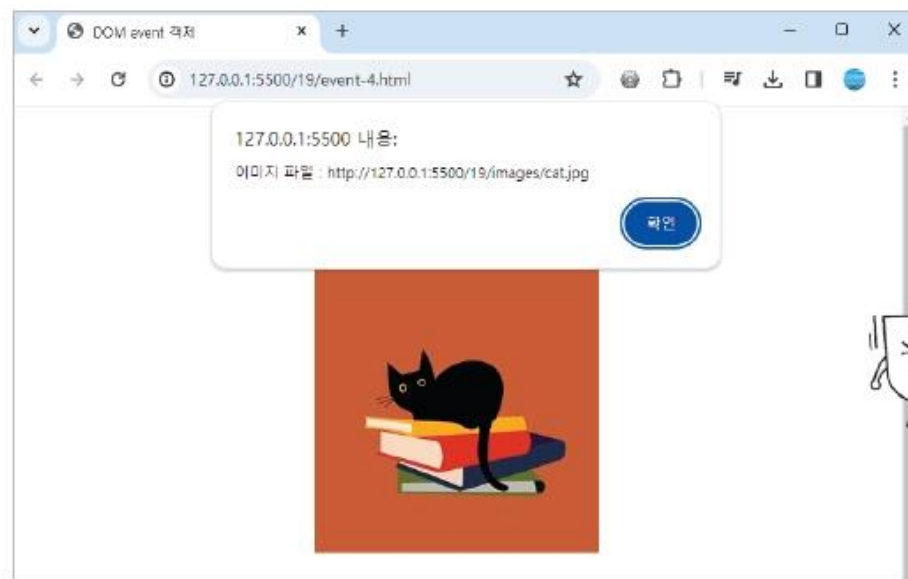 DOM event 객체
127.0.0.1:5500/19/event-4.html
127.0.0.1:5500 내용:
이미지 파일 : http://127.0.0.1:5500/19/images/cat.jpg
확인